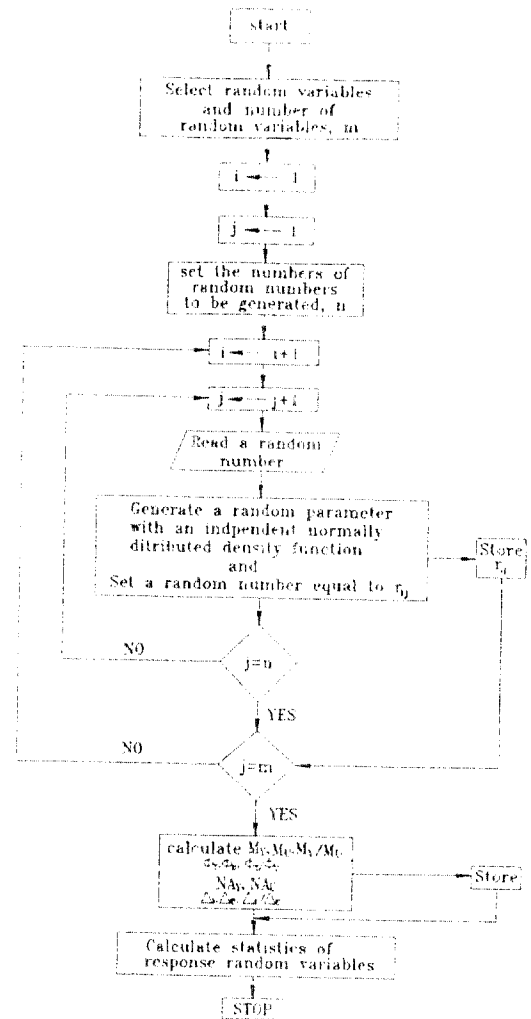 start
Select random variables
and number of
random variables, m
i ← 1
j ← 1
set the numbers of
random numbers
to be generated, n
i ← i+1
Read a random
number
Generate a random parameter
with an indpendent normally
ditributed density function
and
Set a random number equal to rij
Store
NO
j=n
YES
NO
j=m
YES
calculate
Store
Calculate statistics of
response random variables
STOP